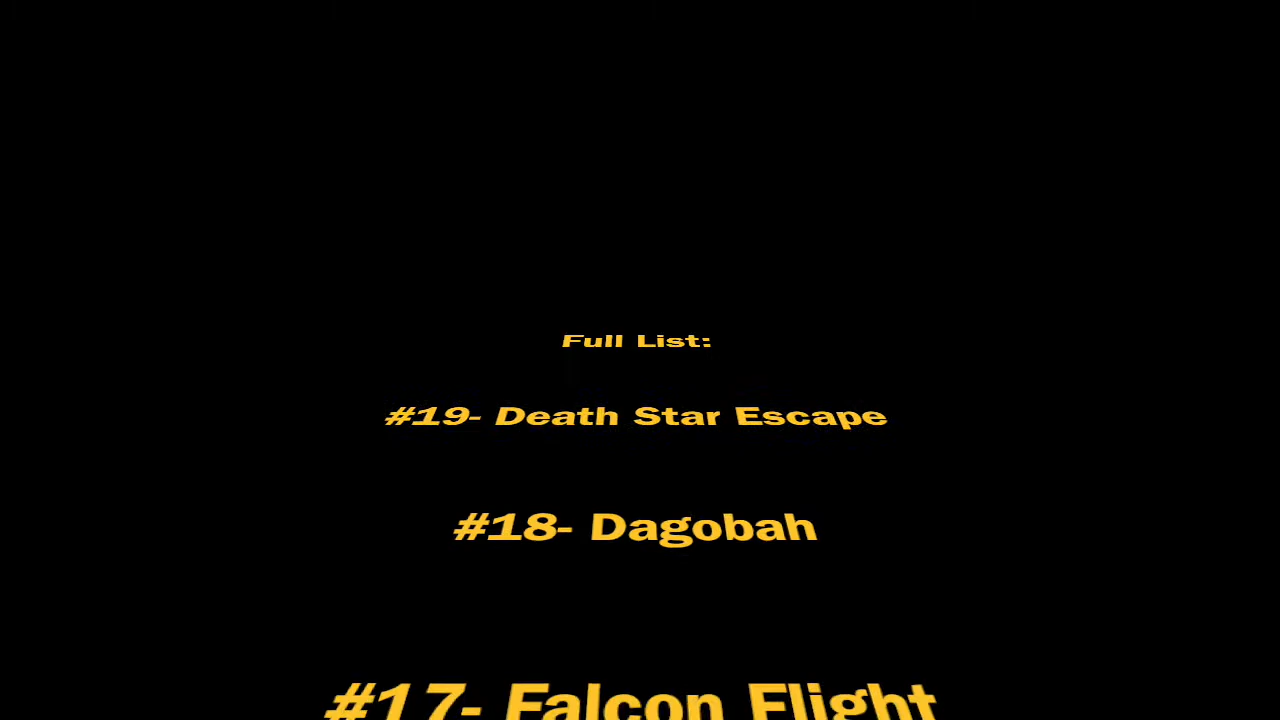 Full List:
#19- Death Star Escape
#18- Dagobah
#17- Falcon Flight